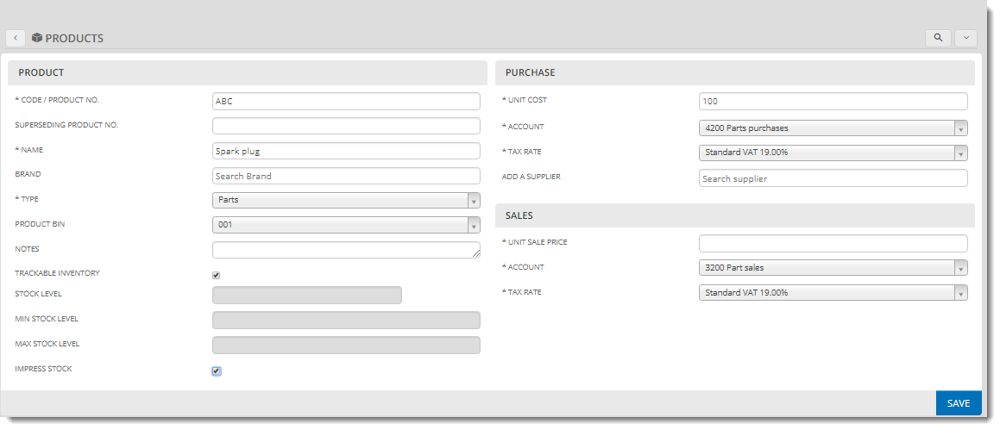 PRODUCTS
PRODUCT
* CODE / PRODUCT NO. ABC
SUPERSEDING PRODUCT NO.
* NAME Spark plug
BRAND Search Brand
* TYPE Parts
PRODUCT BIN 001
NOTES
TRACKABLE INVENTORY
STOCK LEVEL
MIN STOCK LEVEL
MAX STOCK LEVEL
IMPRESS STOCK
PURCHASE
* UNIT COST 100
* ACCOUNT 4200 Parts purchases
* TAX RATE Standard VAT 19.00%
ADD A SUPPLIER Search supplier
SALES
* UNIT SALE PRICE
* ACCOUNT 3200 Part sales
* TAX RATE Standard VAT 19.00%
SAVE